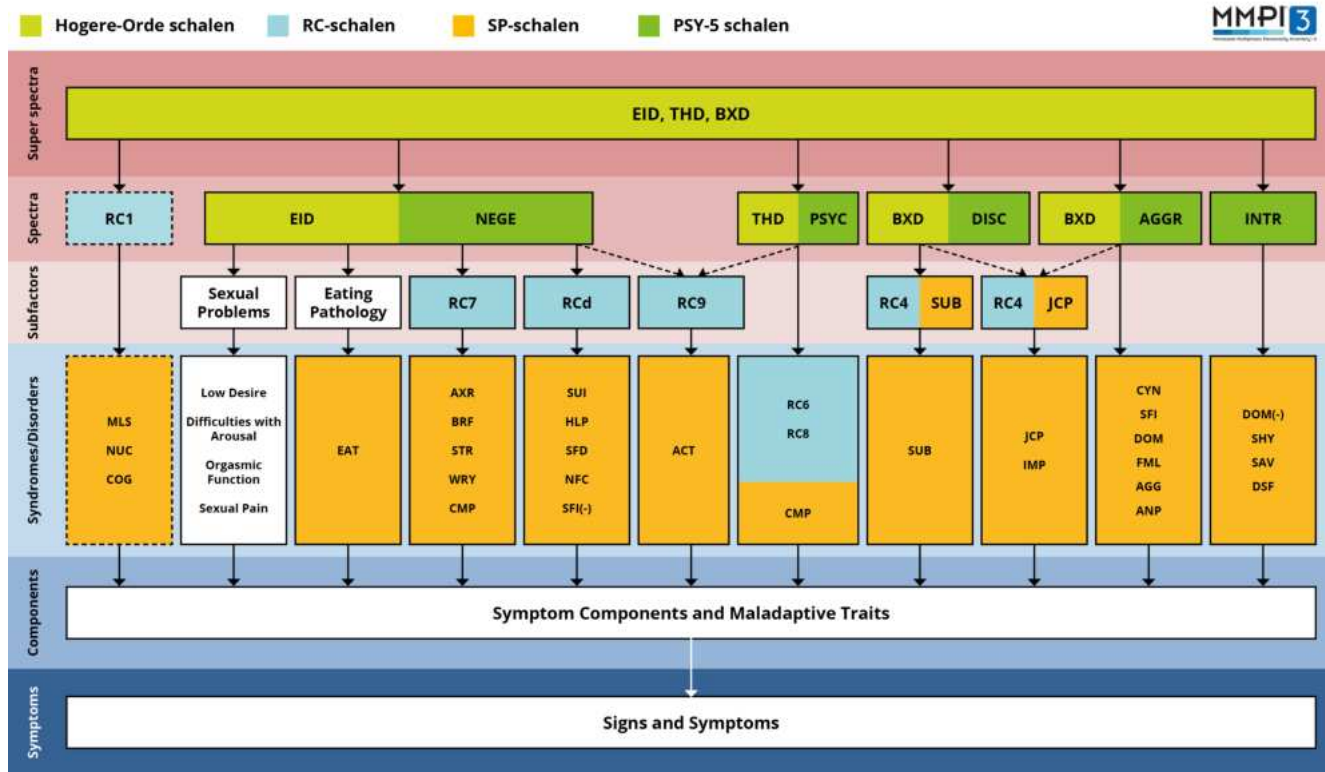 Hogere-Orde schalen
RC-schalen
SP-schalen
PSY-5 schalen
MMPI 3
Super spectra
EID, THD, BXD
Spectra
RC1
EID
NEGE
THD
PSYC
BXD
DISC
BXD
AGGR
INTR
Subfactors
Sexual
Problems
Eating
Pathology
RC7
RCd
RC9
RC4
SUB
RC4
JCP
Syndromes/Disorders
MLS
NUC
COG
Low Desire
Difficulties with
Arousal
Orgasmic
Function
Sexual Pain
EAT
AXR
BRF
STR
WRY
CMP
SUI
HLP
SFD
NFC
SFI(-)
ACT
RC6
RC8
CMP
SUB
JCP
IMP
CYN
SFI
DOM
FML
AGG
ANP
DOM(-)
SHY
SAV
DSF
Components
Symptom Components and Maladaptive Traits
Symptoms
Signs and Symptoms